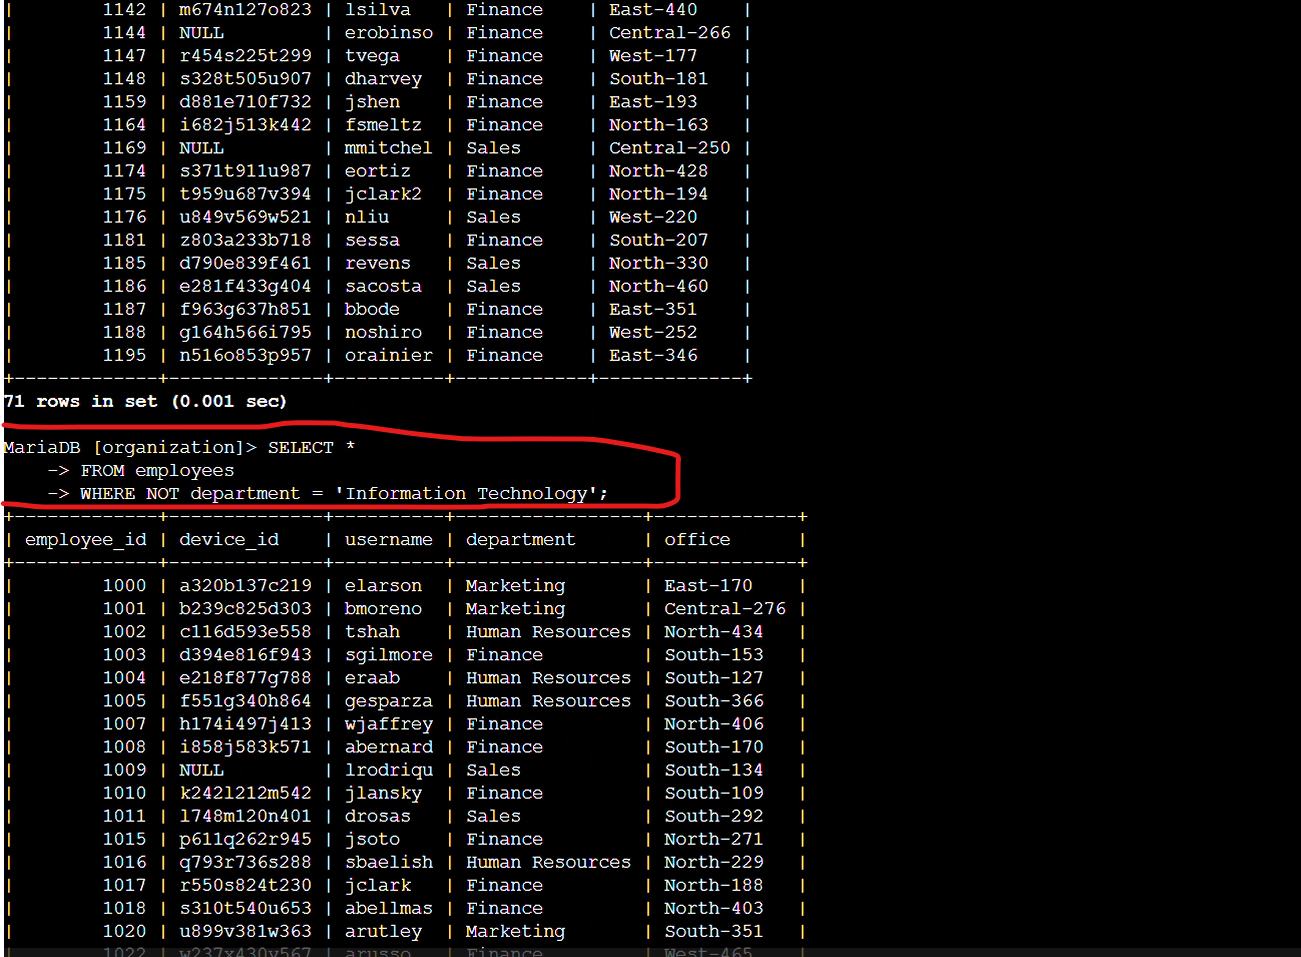 | 1142 | m674n127o823 | lsilva | Finance | East-440 |
| 1144 | NULL | erobinso | Finance | Central-266 |
| 1147 | r454s225t299 | tvega | Finance | West-177 |
| 1148 | s328t505u907 | dharvey | Finance | South-181 |
| 1159 | d881e710f732 | jshen | Finance | East-193 |
| 1164 | i682j513k442 | fsmeltz | Finance | North-163 |
| 1169 | NULL | mmitchel | Sales | Central-250 |
| 1174 | s371t911u987 | eortiz | Finance | North-428 |
| 1175 | t959u687v394 | jclark2 | Finance | North-194 |
| 1176 | u849v569w521 | nliu | Sales | West-220 |
| 1181 | z803a233b718 | sessa | Finance | South-207 |
| 1185 | d790e839f461 | revens | Sales | North-330 |
| 1186 | e281f433g404 | sacosta | Sales | North-460 |
| 1187 | f963g637h851 | bbode | Finance | East-351 |
| 1188 | g164h566i795 | noshiro | Finance | West-252 |
| 1195 | n516o853p957 | orainier | Finance | East-346 |
+-------------+--------------+----------+------------+-------------+
71 rows in set (0.001 sec)
MariaDB [organization]> SELECT *
-> FROM employees
-> WHERE NOT department = 'Information Technology';
+-------------+--------------+----------+-----------------+-------------+
| employee_id | device_id | username | department | office |
+-------------+--------------+----------+-----------------+-------------+
| 1000 | a320b137c219 | elarson | Marketing | East-170 |
| 1001 | b239c825d303 | bmoreno | Marketing | Central-276 |
| 1002 | c116d593e558 | tshah | Human Resources | North-434 |
| 1003 | d394e816f943 | sgilmore | Finance | South-153 |
| 1004 | e218f877g788 | eraab | Human Resources | South-127 |
| 1005 | f551g340h864 | gesparza | Human Resources | South-366 |
| 1007 | h174i497j413 | wjaffrey | Finance | North-406 |
| 1008 | i858j583k571 | abernard | Finance | South-170 |
| 1009 | NULL | lrodriqu | Sales | South-134 |
| 1010 | k242l212m542 | jlansky | Finance | South-109 |
| 1011 | l748m120n401 | drosas | Sales | South-292 |
| 1015 | p611q262r945 | jsoto | Finance | North-271 |
| 1016 | q793r736s288 | sbaelish | Human Resources | North-229 |
| 1017 | r550s824t230 | jclark | Finance | North-188 |
| 1018 | s310t540u653 | abellmas | Finance | North-403 |
| 1020 | u899v381w363 | arutley | Marketing | South-351 |
| 1022 | w237x430y567 | arusso | Finance | West-465 |